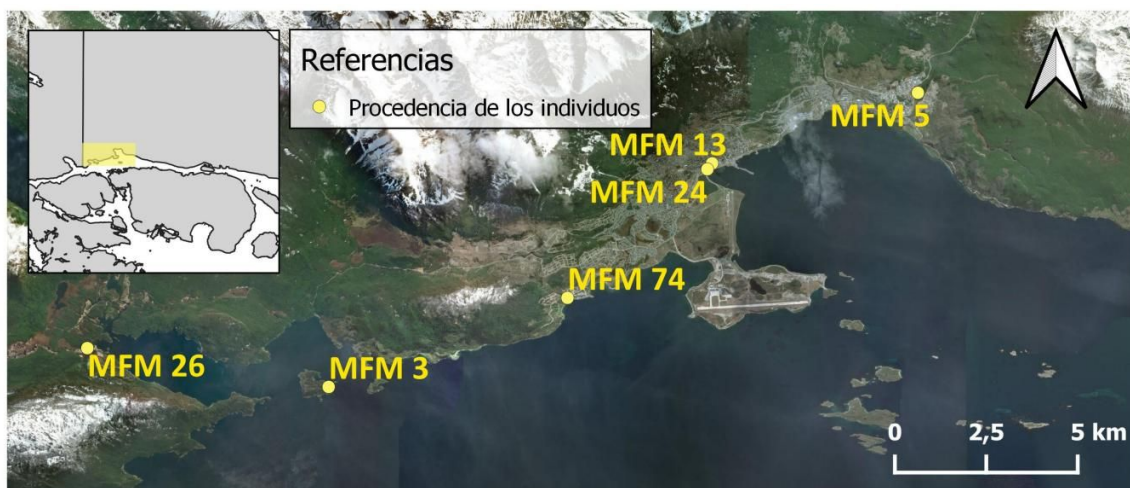 Referencias
Procedencia de los individuos
MFM 5
MFM 13
MFM 24
MFM 74
MFM 26
MFM 3
0 2,5 5 km